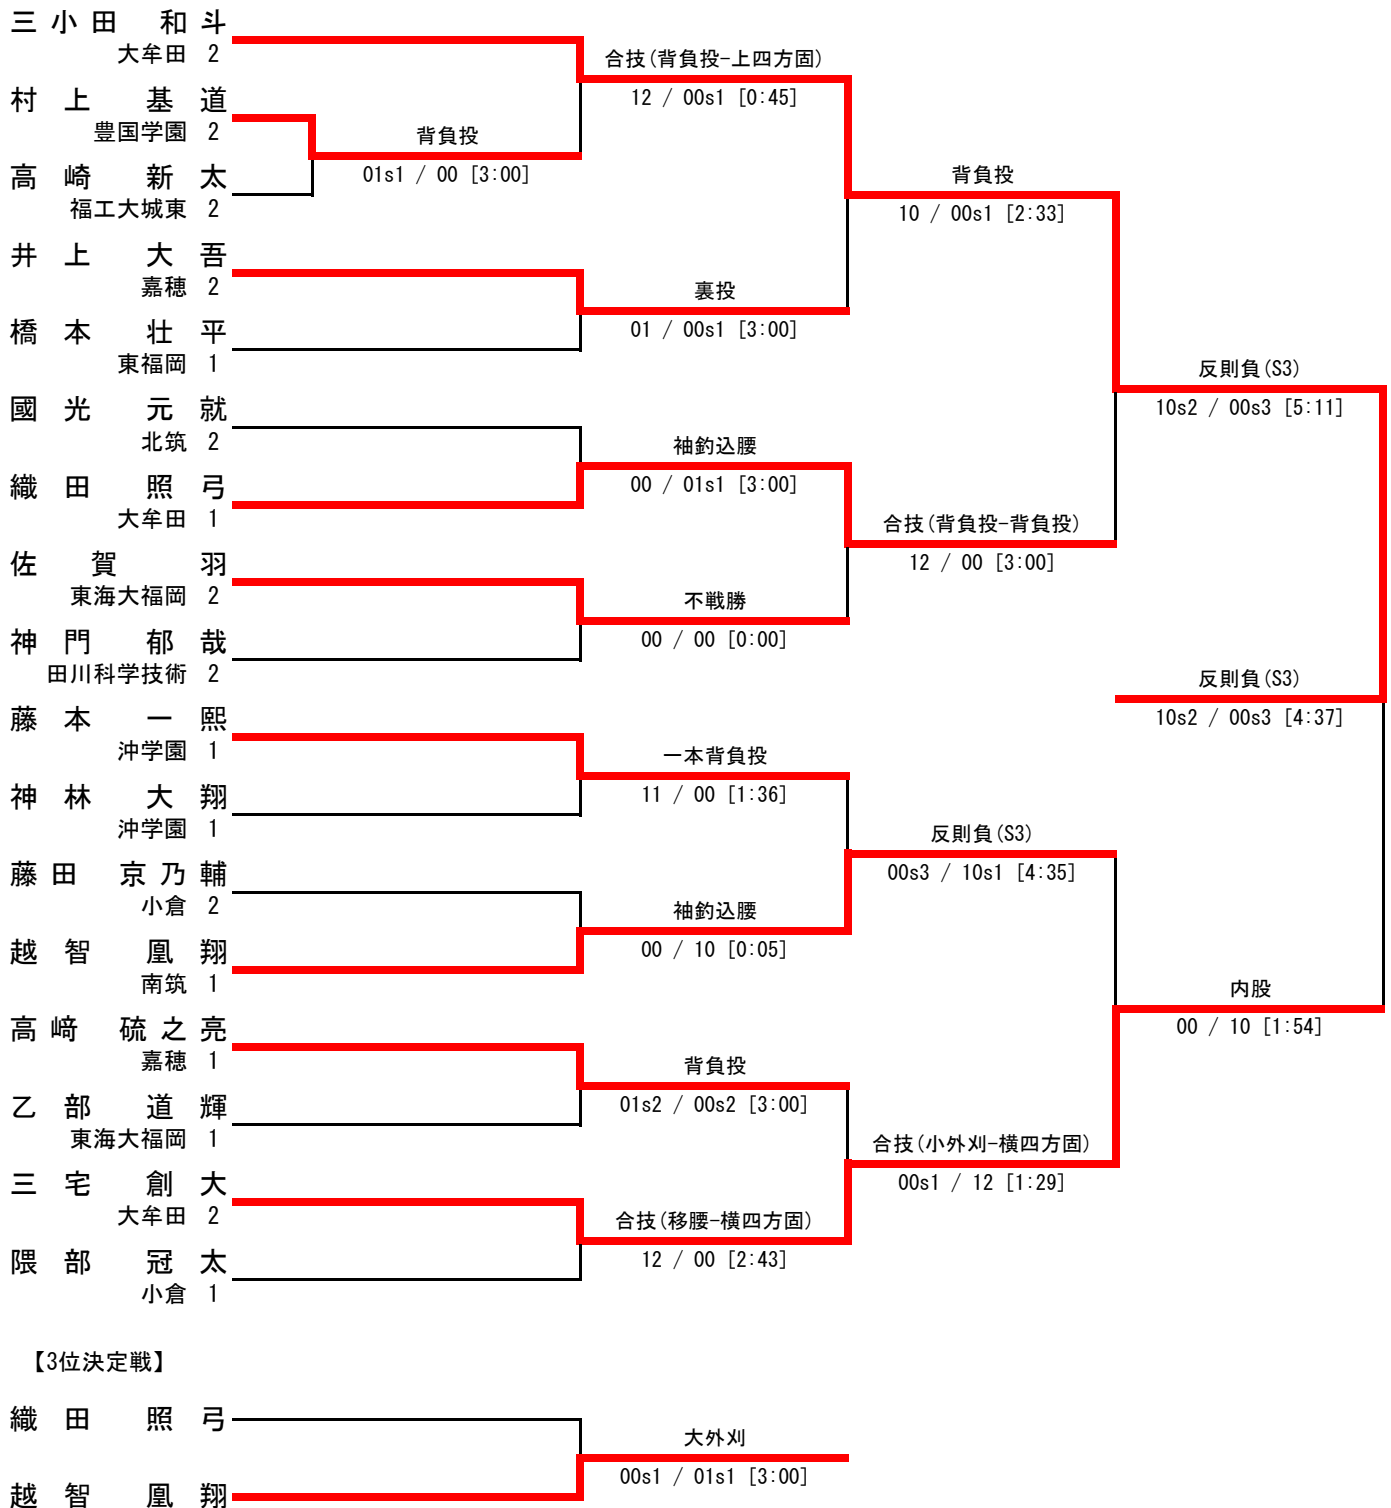 三小田　和斗
大牟田 2
合技(背負投-上四方固)
12 / 00s1 [0:45]
村上　基道
豊国学園 2
背負投
01s1 / 00 [3:00]
高崎　新太
福工大城東 2
背負投
10 / 00s1 [2:33]
井上　大吾
嘉穂 2
裏投
01 / 00s1 [3:00]
橋本　壮平
東福岡 1
反則負(S3)
10s2 / 00s3 [5:11]
國光　元就
北筑 2
袖釣込腰
00 / 01s1 [3:00]
織田　照弓
大牟田 1
合技(背負投-背負投)
12 / 00 [3:00]
佐賀　羽
東海大福岡 2
不戦勝
00 / 00 [0:00]
神門　郁哉
田川科学技術 2
反則負(S3)
10s2 / 00s3 [4:37]
藤本　一熙
沖学園 1
一本背負投
11 / 00 [1:36]
神林　大翔
沖学園 1
反則負(S3)
00s3 / 10s1 [4:35]
藤田　京乃輔
小倉 2
袖釣込腰
00 / 10 [0:05]
越智　凰翔
南筑 1
内股
00 / 10 [1:54]
高﨑　硫之亮
嘉穂 1
背負投
01s2 / 00s2 [3:00]
乙部　道輝
東海大福岡 1
合技(小外刈-横四方固)
00s1 / 12 [1:29]
三宅　創大
大牟田 2
合技(移腰-横四方固)
12 / 00 [2:43]
隈部　冠太
小倉 1
【3位決定戦】
織田　照弓
大外刈
00s1 / 01s1 [3:00]
越智　凰翔